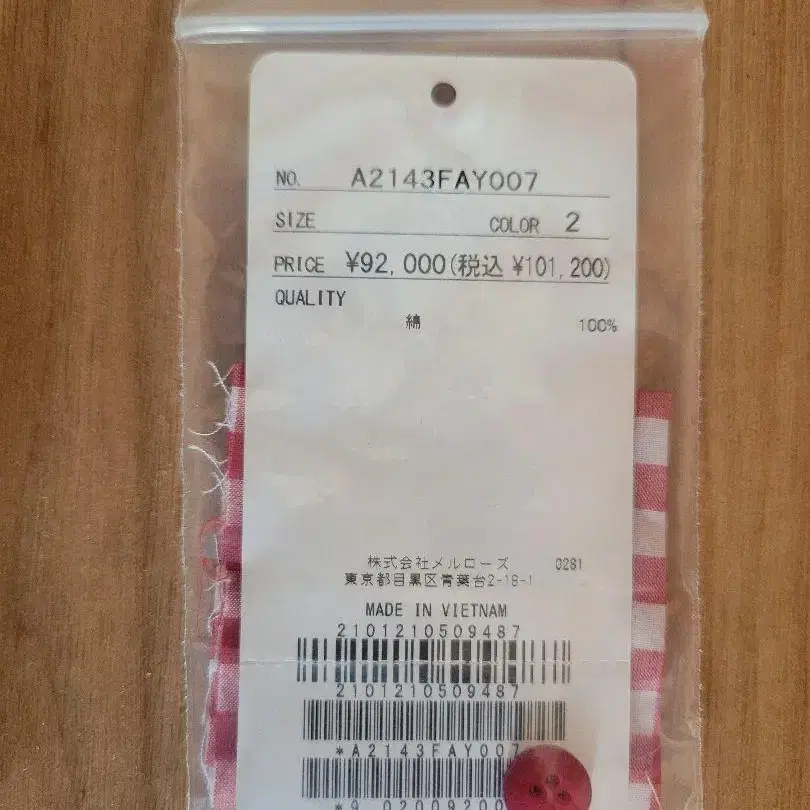 NO. A2143FAY007
SIZE COLOR 2
PRICE ¥92,000(税込 ¥101,200)
QUALITY
綿 100%
株式会社メルローズ 0281
東京都目黒区青葉台2-18-1
MADE IN VIETNAM
2101210509487
2101210509487
*A2143FAY007
*9 02009200